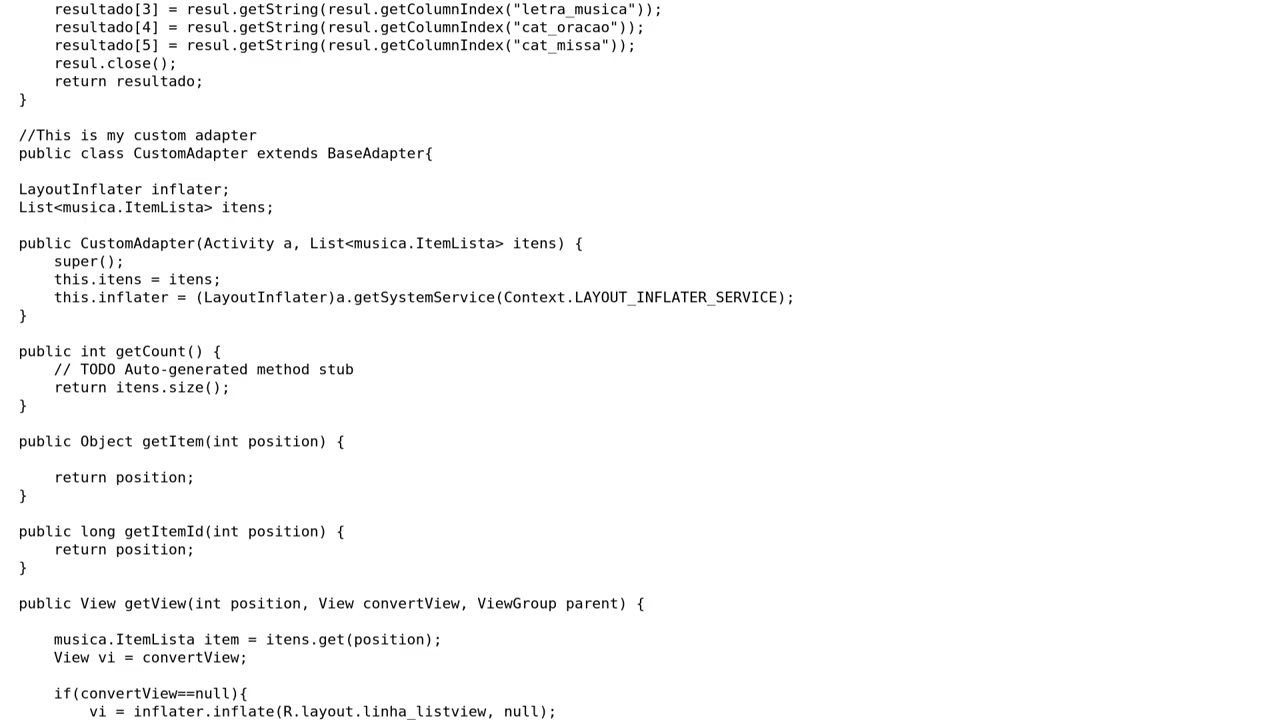 resultado[3] = resul.getString(resul.getColumnIndex("letra_musica"));
    resultado[4] = resul.getString(resul.getColumnIndex("cat_oracao"));
    resultado[5] = resul.getString(resul.getColumnIndex("cat_missa"));
    resul.close();
    return resultado;
}

//This is my custom adapter
public class CustomAdapter extends BaseAdapter{

LayoutInflater inflater;
List<musica.ItemLista> itens;

public CustomAdapter(Activity a, List<musica.ItemLista> itens) {
    super();
    this.itens = itens;
    this.inflater = (LayoutInflater)a.getSystemService(Context.LAYOUT_INFLATER_SERVICE);
}

public int getCount() {
    // TODO Auto-generated method stub
    return itens.size();
}

public Object getItem(int position) {

    return position;
}

public long getItemId(int position) {
    return position;
}

public View getView(int position, View convertView, ViewGroup parent) {

    musica.ItemLista item = itens.get(position);
    View vi = convertView;

    if(convertView==null){
        vi = inflater.inflate(R.layout.linha_listview, null);